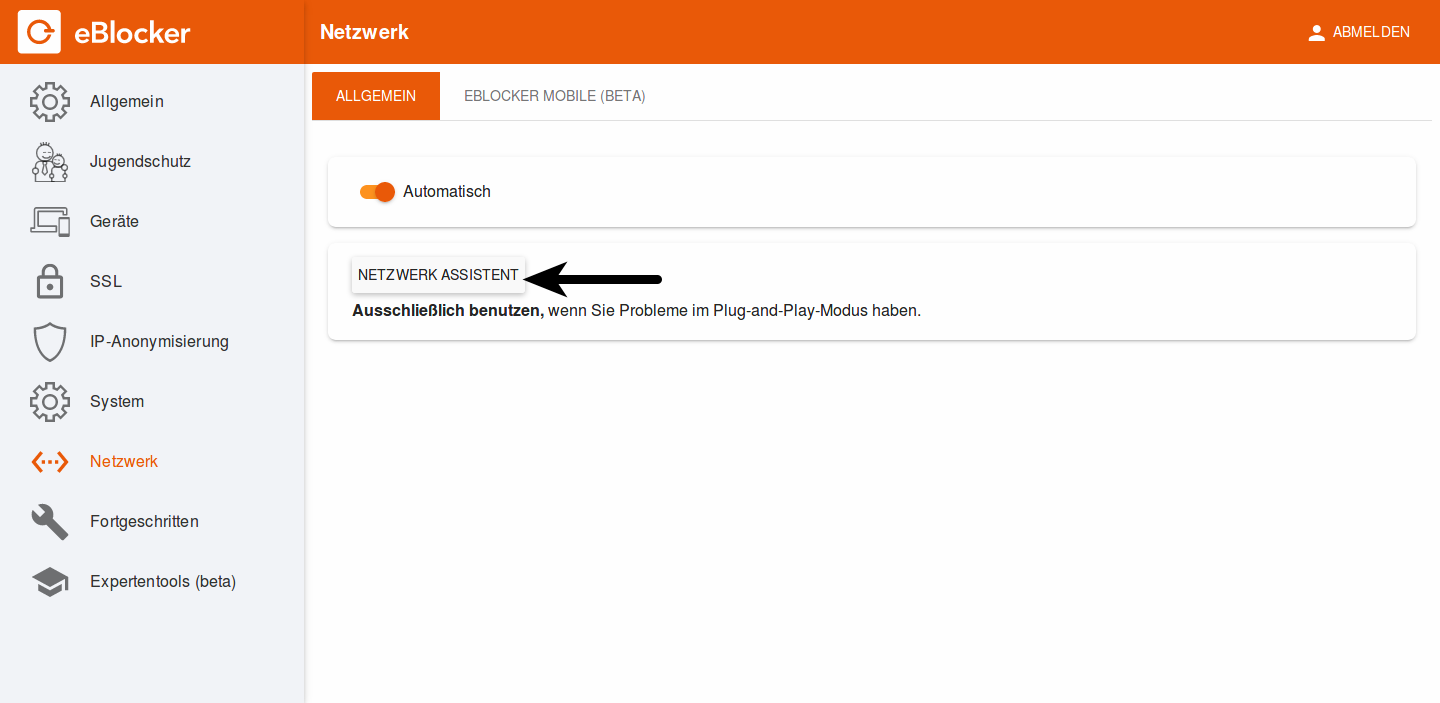 eBlocker
Netzwerk
ABMELDEN
Allgemein
Jugendschutz
Geräte
SSL
IP-Anonymisierung
System
Netzwerk
Fortgeschritten
Expertentools (beta)
ALLGEMEIN
EBLOCKER MOBILE (BETA)
Automatisch
NETZWERK ASSISTENT
Ausschließlich benutzen, wenn Sie Probleme im Plug-and-Play-Modus haben.